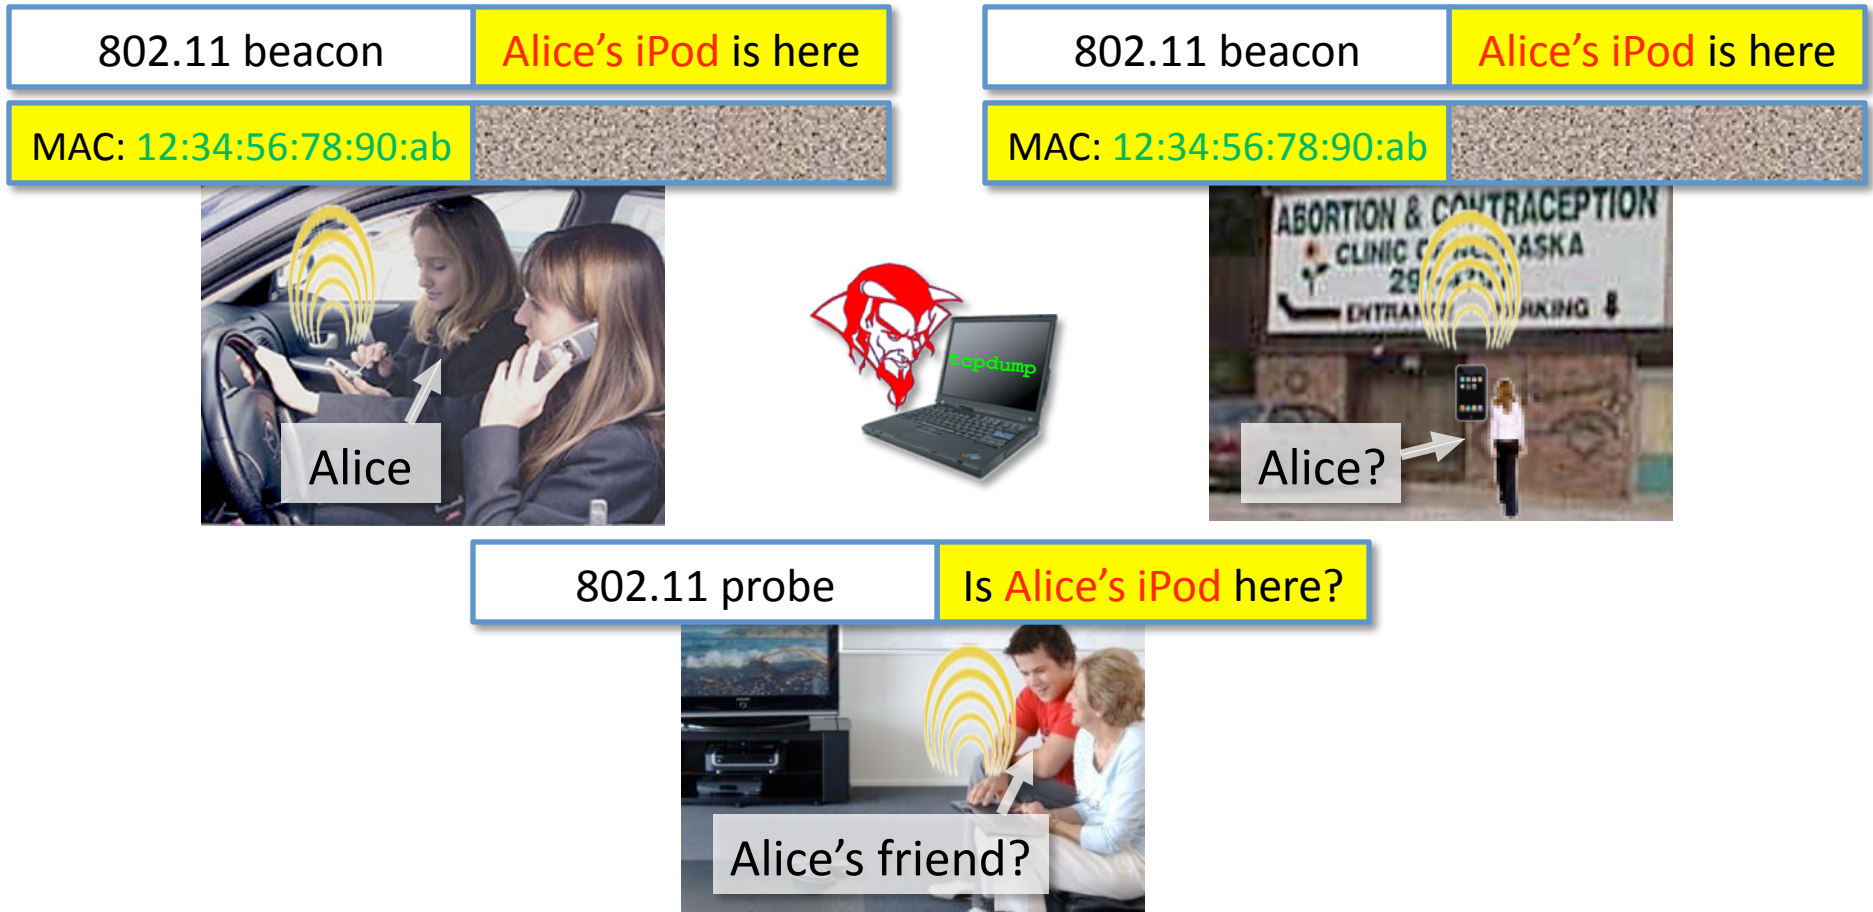 802.11 beacon
Alice's iPod is here
802.11 beacon
Alice's iPod is here
MAC: 12:34:56:78:90:ab
MAC: 12:34:56:78:90:ab
ABORTION & CONTRACEPTION
CLINIC
tcpdump
Alice
Alice?
802.11 probe
Is Alice's iPod here?
Alice's friend?